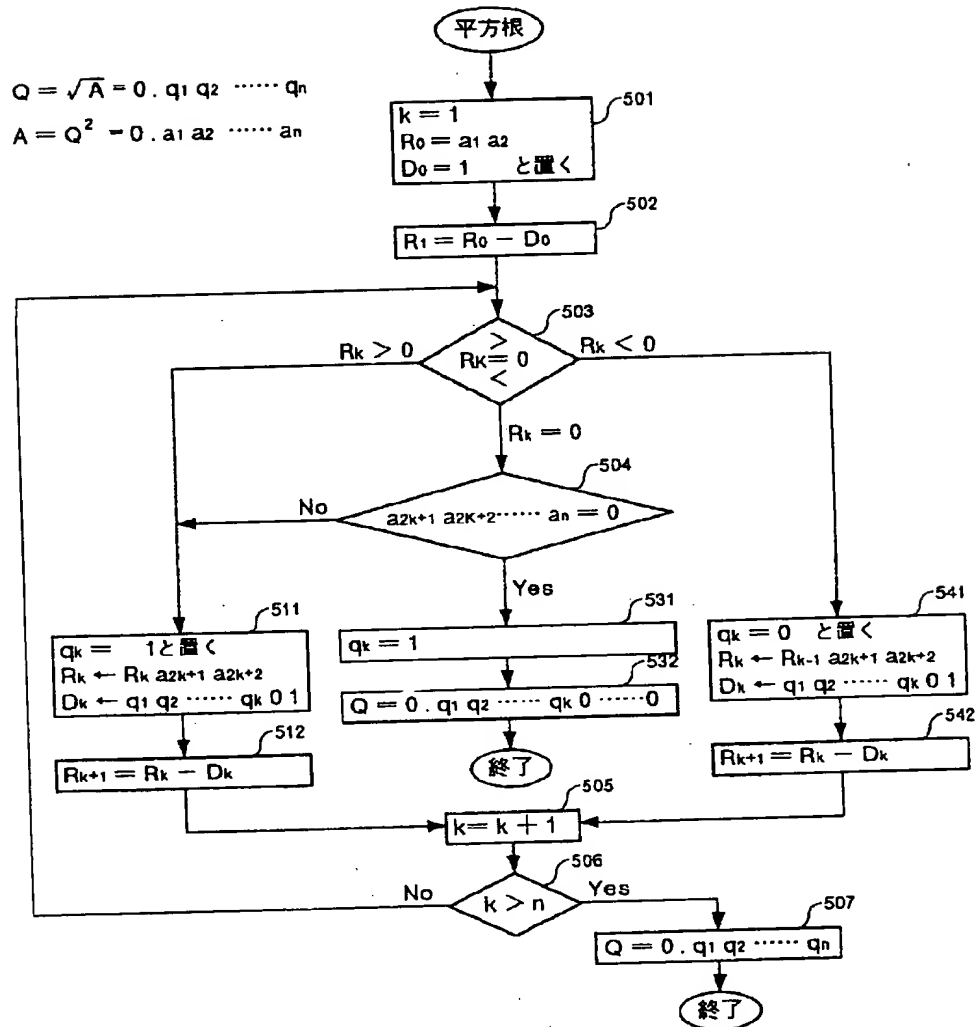 平方根
Q = √A = 0 . q1 q2 ‥‥‥ qn
A = Q² = 0 . a1 a2 ‥‥‥ an
501
k = 1
R0 = a1 a2
D0 = 1 と置く
502
R1 = R0 − D0
503
Rk > 0
>
RK = 0
<
Rk < 0
Rk = 0
504
No
a2k+1 a2K+2 ‥‥‥ an = 0
Yes
511
qk = 1と置く
Rk ← Rk a2k+1 a2k+2
Dk ← q1 q2 ‥‥‥ qk 0 1
531
qk = 1
532
Q = 0 . q1 q2 ‥‥‥ qk 0 ‥‥‥ 0
終了
541
qk = 0 と置く
Rk ← Rk-1 a2k+1 a2k+2
Dk ← q1 q2 ‥‥‥ qk 0 1
512
Rk+1 = Rk − Dk
542
Rk+1 = Rk − Dk
505
k = k + 1
506
No
k > n
Yes
507
Q = 0 . q1 q2 ‥‥‥ qn
終了